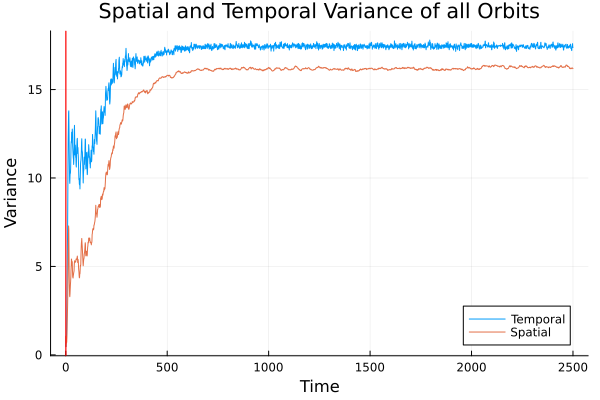 Spatial and Temporal Variance of all Orbits
Variance
15
10
5
0
0 500 1000 1500 2000 2500
Time
Temporal
Spatial